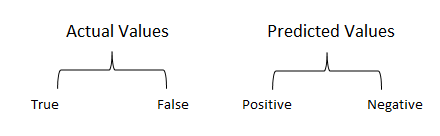 Actual Values
Predicted Values
True
False
Positive
Negative